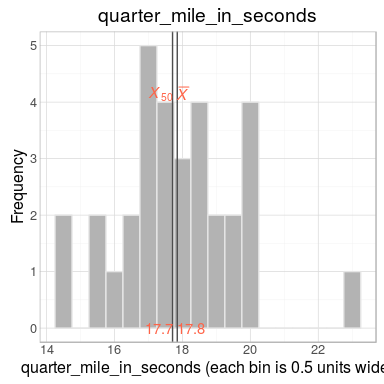 quarter_mile_in_seconds
5
4
3
2
1
0
Frequency
X50 X̅
17.7 17.8
14 16 18 20 22
quarter_mile_in_seconds (each bin is 0.5 units wide